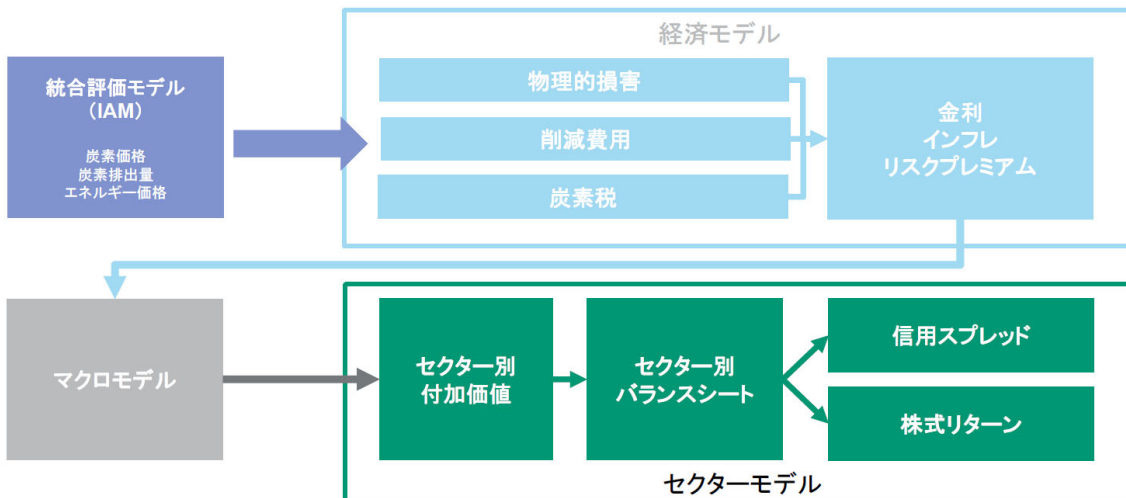 経済モデル
統合評価モデル
（IAM）
炭素価格
炭素排出量
エネルギー価格
物理的損害
削減費用
炭素税
金利
インフレ
リスクプレミアム
マクロモデル
セクター別
付加価値
セクター別
バランスシート
信用スプレッド
株式リターン
セクターモデル